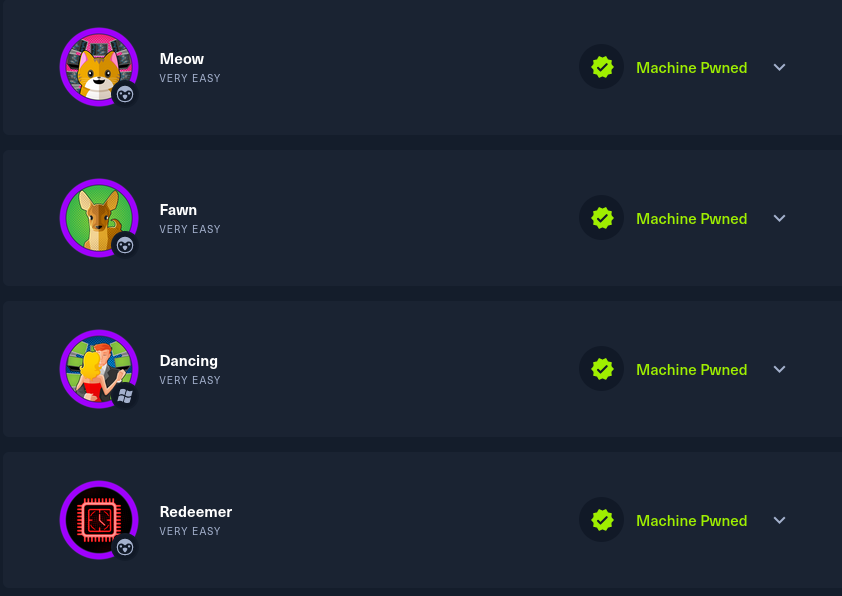 Meow
VERY EASY
Machine Pwned
Fawn
VERY EASY
Machine Pwned
Dancing
VERY EASY
Machine Pwned
Redeemer
VERY EASY
Machine Pwned